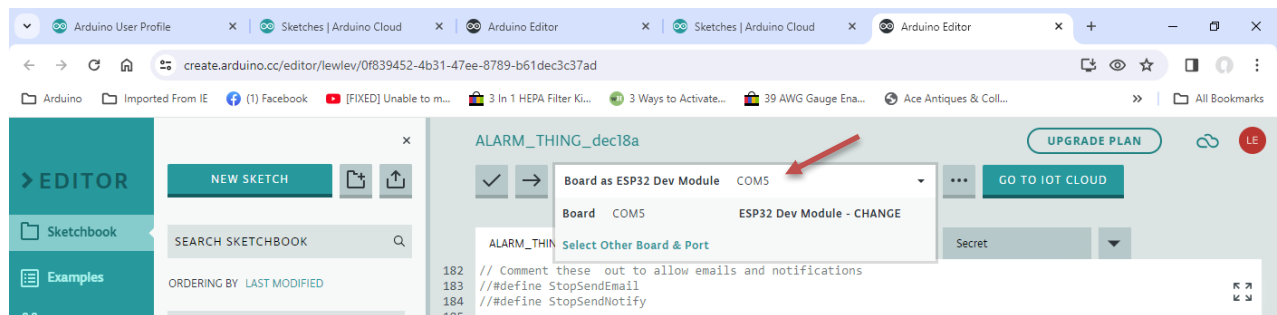 Arduino User Profile Sketches | Arduino Cloud Arduino Editor Sketches | Arduino Cloud Arduino Editor
create.arduino.cc/editor/lewlev/0f839452-4b31-47ee-8789-b61dec3c37ad
Arduino Imported From IE (1) Facebook [FIXED] Unable to m... 3 In 1 HEPA Filter Ki... 3 Ways to Activate... 39 AWG Gauge Ena... Ace Antiques & Coll... » All Bookmarks
ALARM_THING_dec18a UPGRADE PLAN LE
>EDITOR NEW SKETCH Board as ESP32 Dev Module COM5 ••• GO TO IOT CLOUD
Board COM5 ESP32 Dev Module - CHANGE
Sketchbook SEARCH SKETCHBOOK ALARM_THIN Select Other Board & Port Secret
182 // Comment these out to allow emails and notifications
Examples ORDERING BY LAST MODIFIED 183 //#define StopSendEmail
184 //#define StopSendNotify